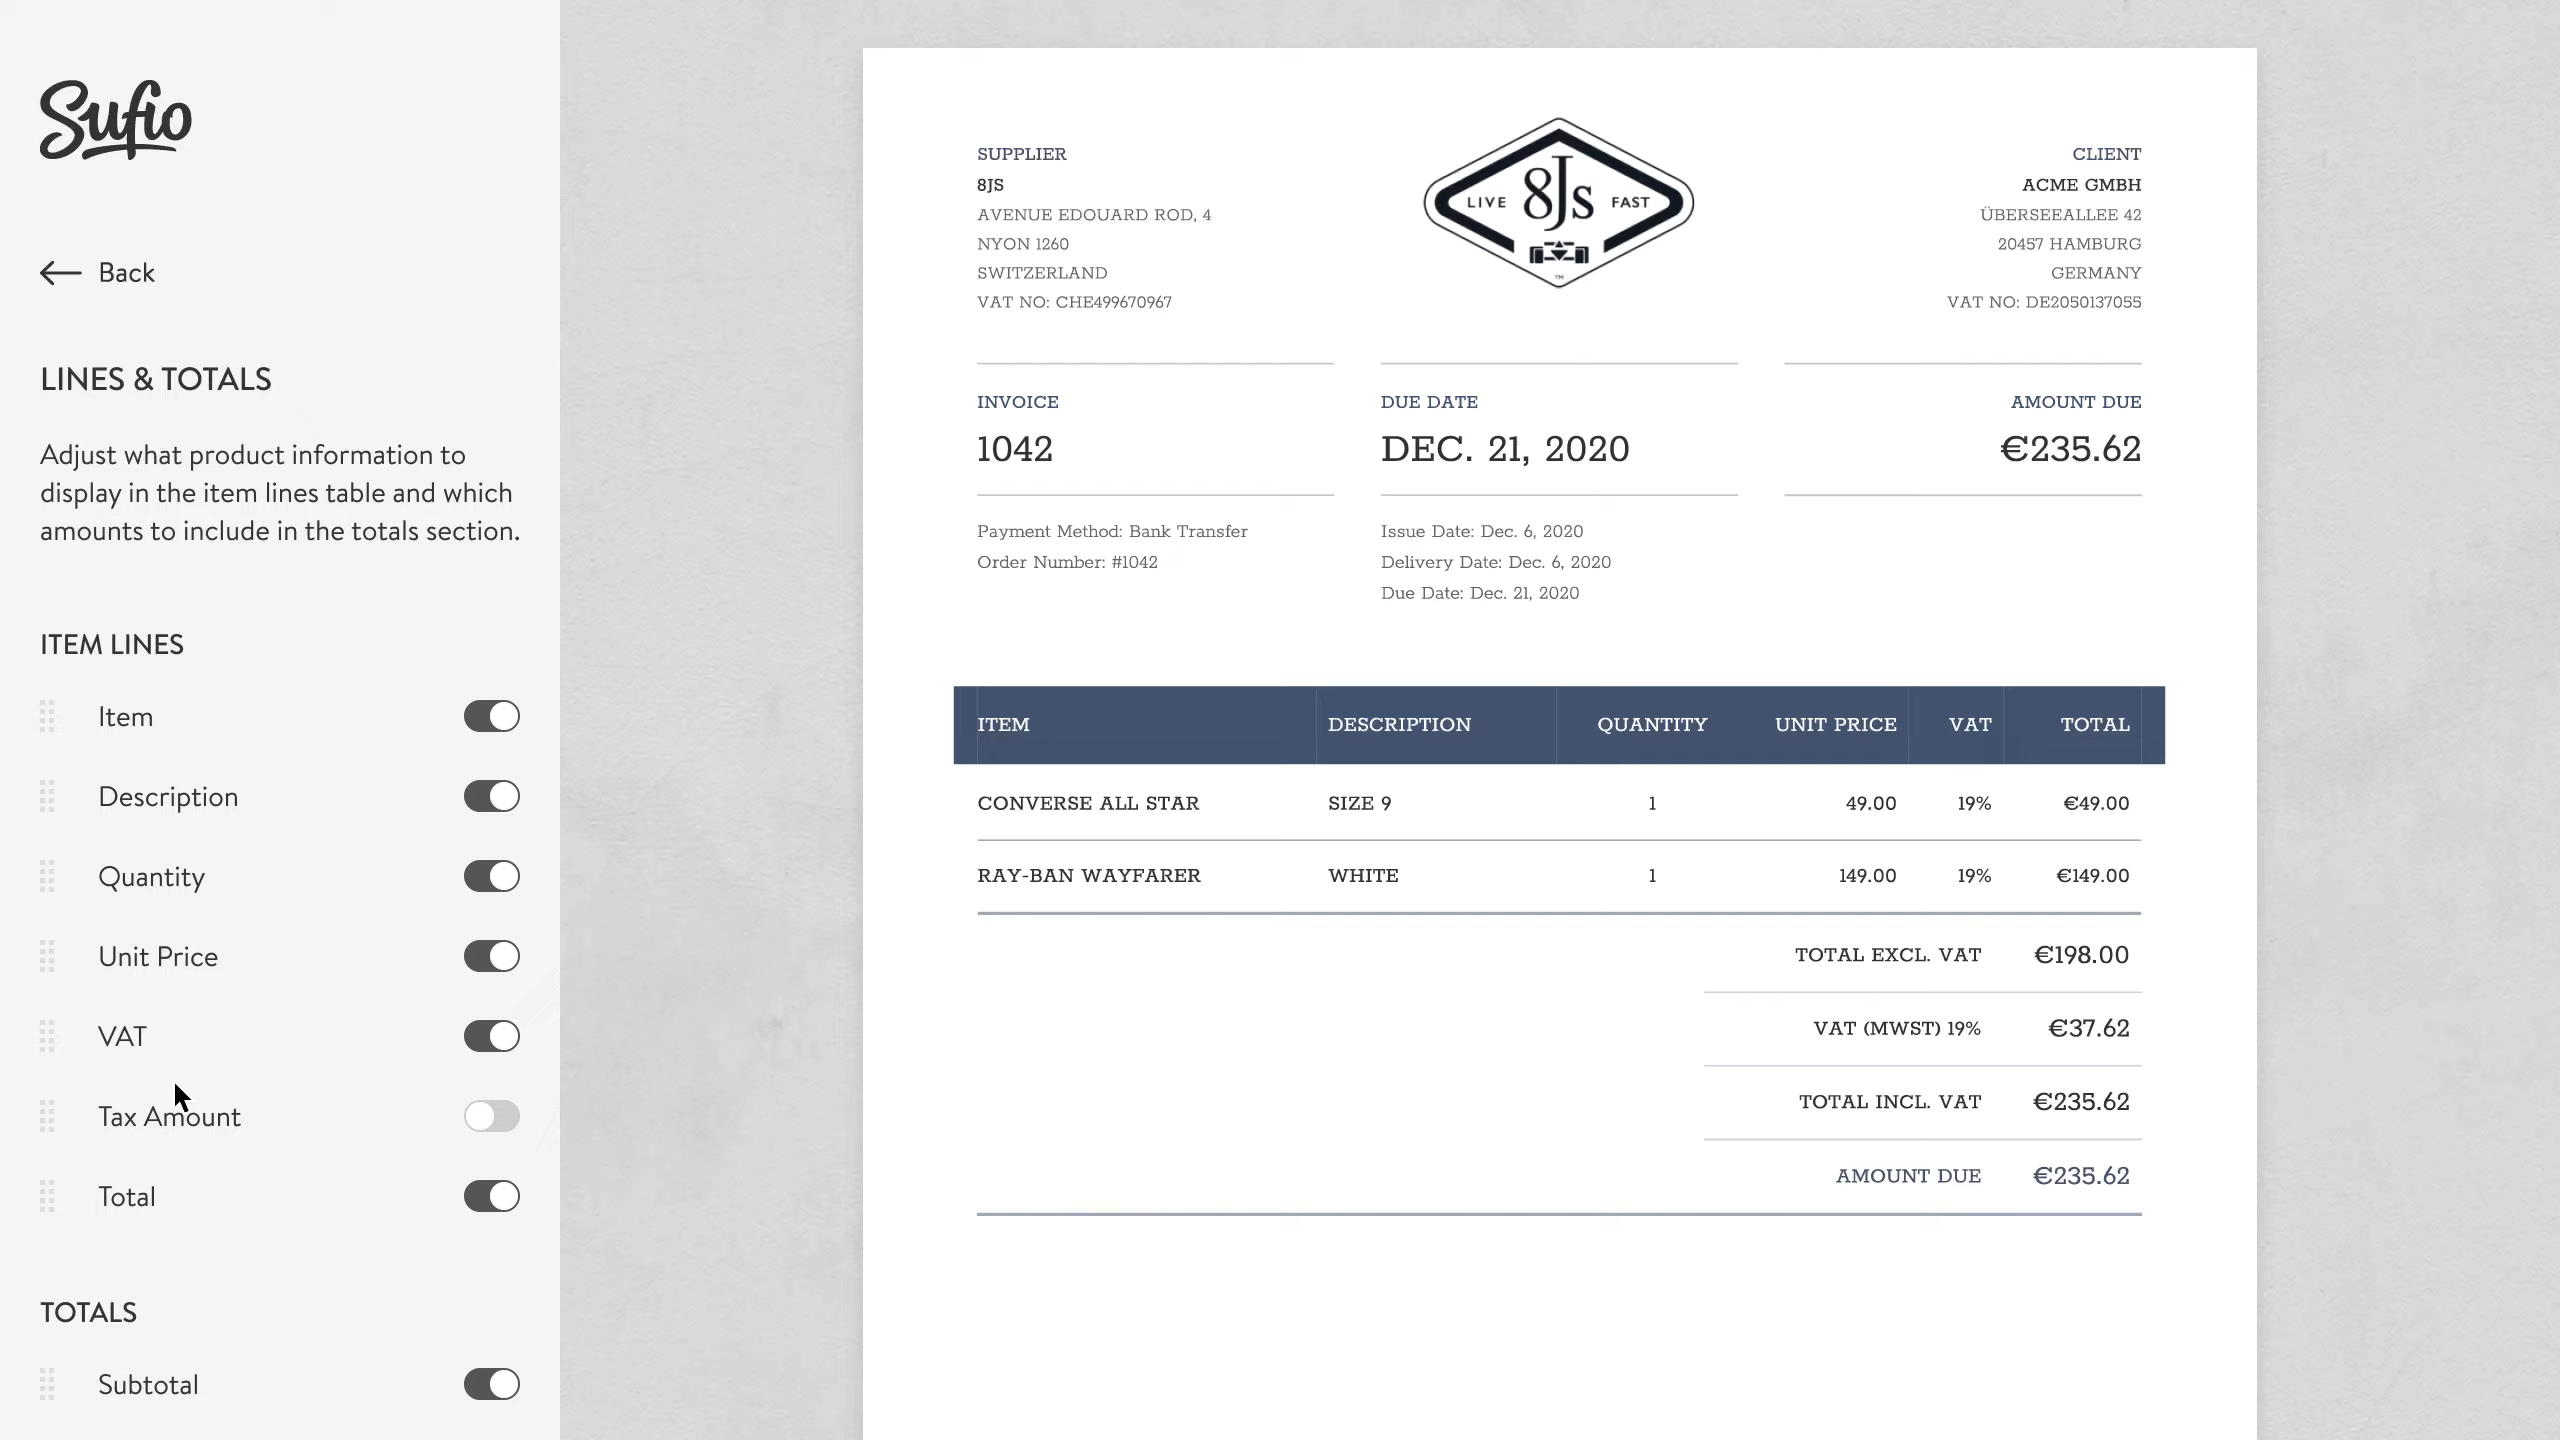 Sufio
Back
LINES & TOTALS
Adjust what product information to
display in the item lines table and which
amounts to include in the totals section.
ITEM LINES
Item
Description
Quantity
Unit Price
VAT
Tax Amount
Total
TOTALS
Subtotal
SUPPLIER
8JS
AVENUE EDOUARD ROD, 4
NYON 1260
SWITZERLAND
VAT NO: CHE499670967
LIVE 8Js FAST
TM
CLIENT
ACME GMBH
ÜBERSEEALLEE 42
20457 HAMBURG
GERMANY
VAT NO: DE2050137055
INVOICE
1042
Payment Method: Bank Transfer
Order Number: #1042
DUE DATE
DEC. 21, 2020
Issue Date: Dec. 6, 2020
Delivery Date: Dec. 6, 2020
Due Date: Dec. 21, 2020
AMOUNT DUE
€235.62
ITEM DESCRIPTION QUANTITY UNIT PRICE VAT TOTAL
CONVERSE ALL STAR SIZE 9 1 49.00 19% €49.00
RAY-BAN WAYFARER WHITE 1 149.00 19% €149.00
TOTAL EXCL. VAT €198.00
VAT (MWST) 19% €37.62
TOTAL INCL. VAT €235.62
AMOUNT DUE €235.62